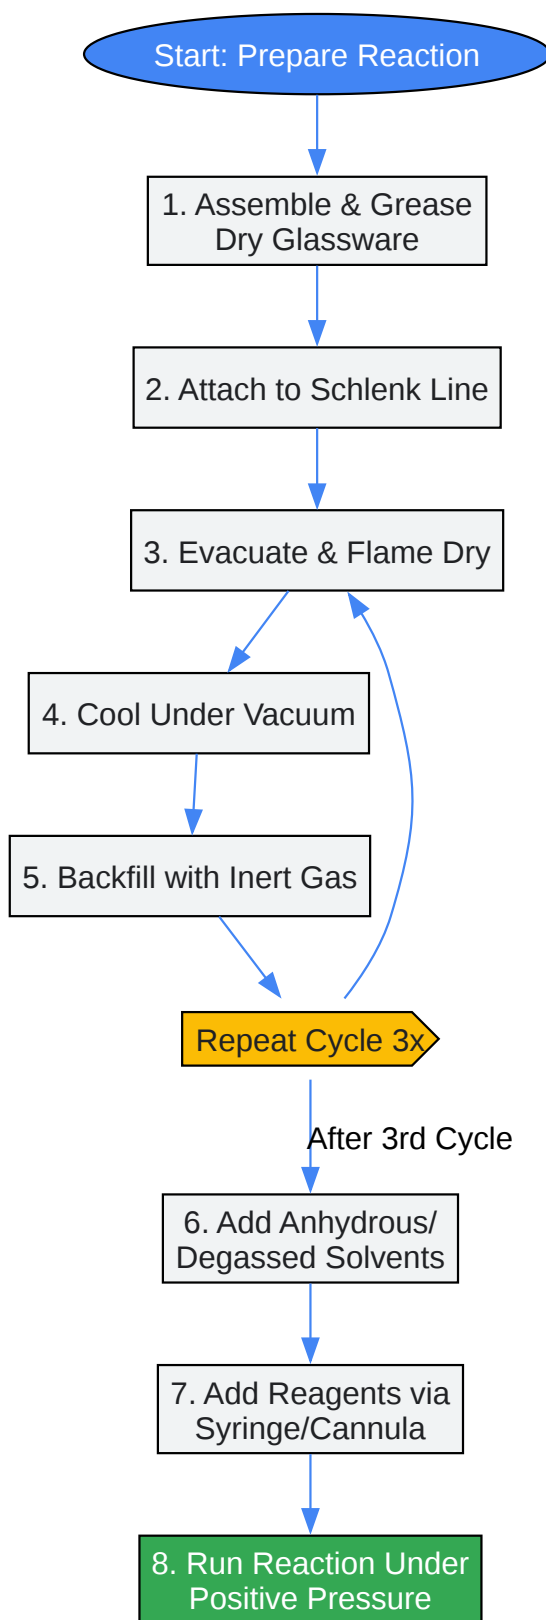 Start: Prepare Reaction
1. Assemble & Grease
Dry Glassware
2. Attach to Schlenk Line
3. Evacuate & Flame Dry
4. Cool Under Vacuum
5. Backfill with Inert Gas
Repeat Cycle 3x
After 3rd Cycle
6. Add Anhydrous/
Degassed Solvents
7. Add Reagents via
Syringe/Cannula
8. Run Reaction Under
Positive Pressure